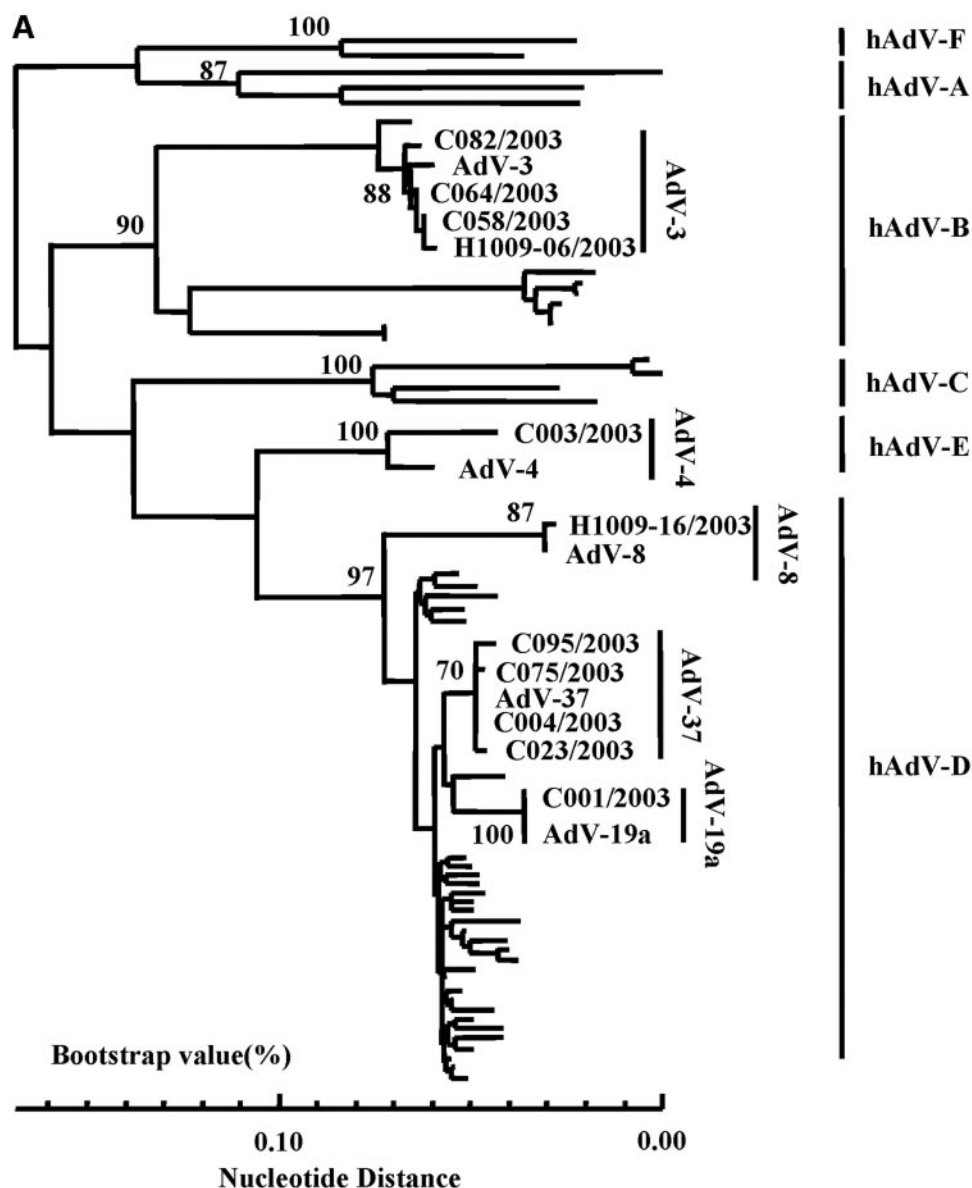 A
100
hAdV-F
87
hAdV-A
C082/2003
AdV-3
88
C064/2003
C058/2003
H1009-06/2003
AdV-3
90
hAdV-B
100
hAdV-C
100
C003/2003
AdV-4
AdV-4
hAdV-E
87
H1009-16/2003
AdV-8
AdV-8
97
C095/2003
70
C075/2003
AdV-37
C004/2003
C023/2003
AdV-37
hAdV-D
C001/2003
100
AdV-19a
AdV-19a
Bootstrap value(%)
0.10
0.00
Nucleotide Distance